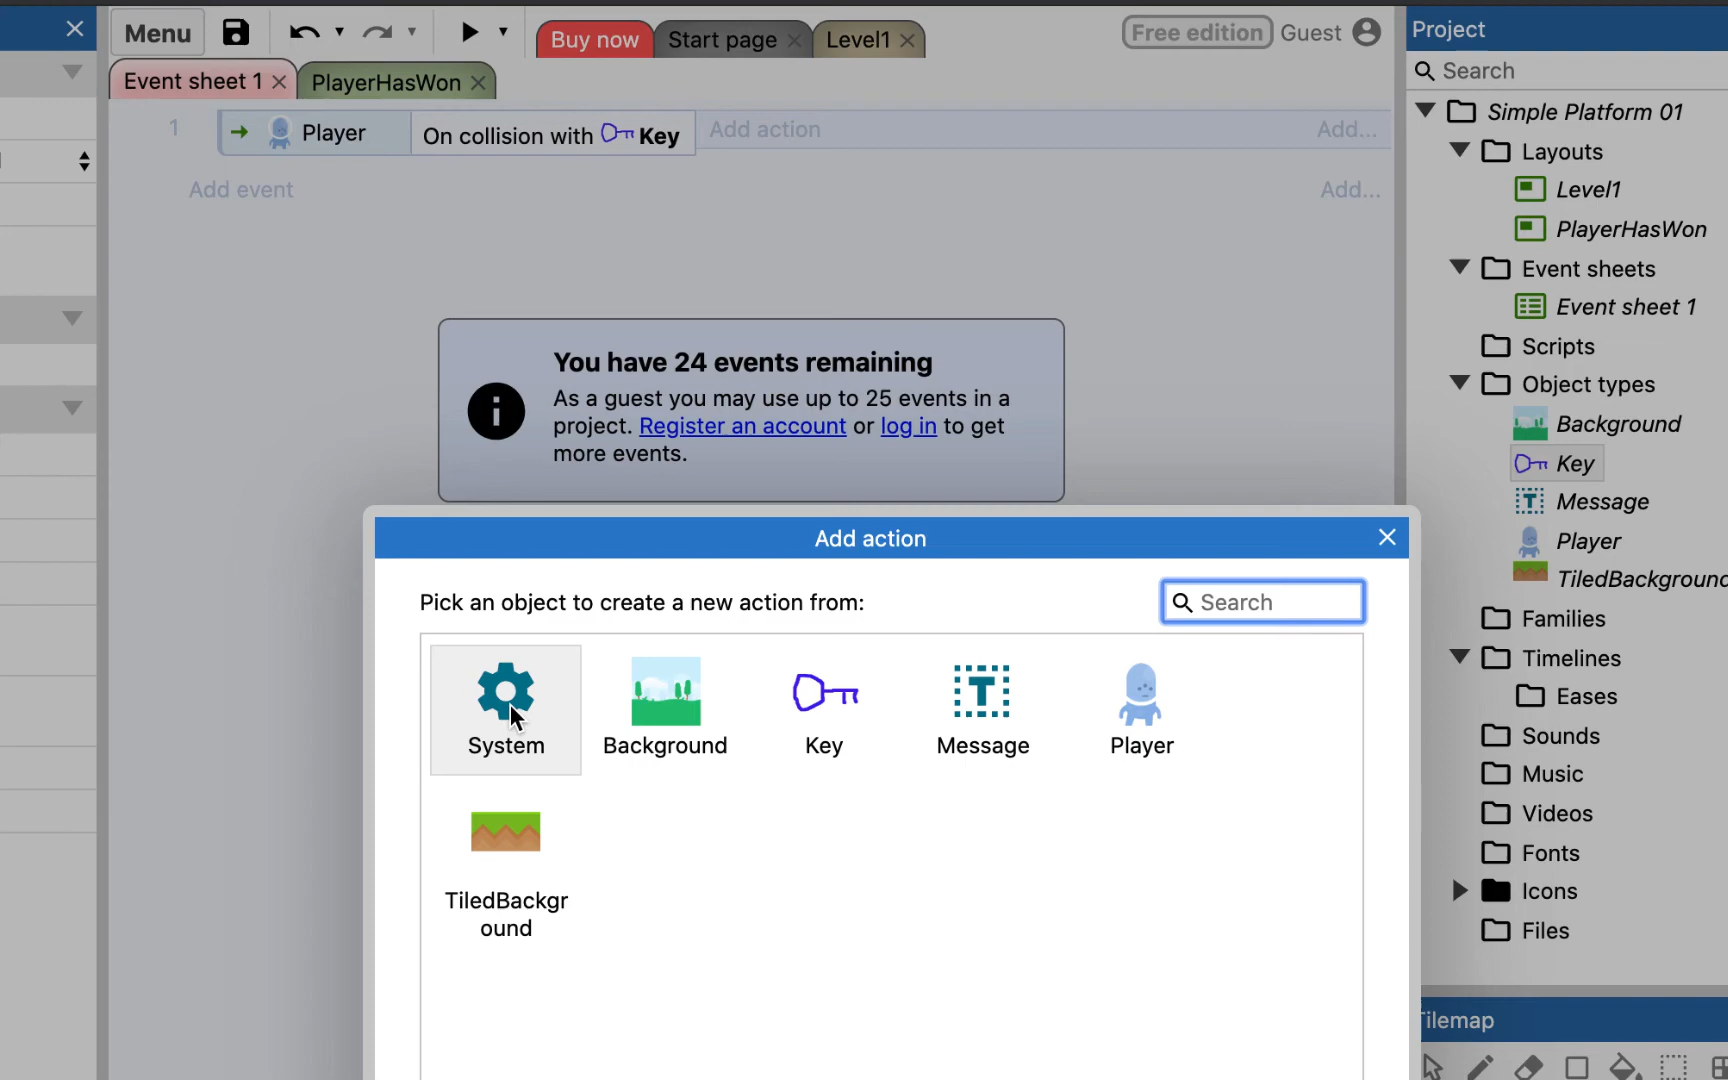 Menu
Buy now
Start page
Level1
Free edition
Guest
Project
Event sheet 1
PlayerHasWon
Search
1
Player
On collision with Key
Add action
Add...
Add event
Add...
Simple Platform 01
Layouts
Level1
PlayerHasWon
Event sheets
Event sheet 1
Scripts
Object types
Background
Key
Message
Player
TiledBackground
Families
Timelines
Eases
Sounds
Music
Videos
Fonts
Icons
Files
You have 24 events remaining
As a guest you may use up to 25 events in a
project. Register an account or log in to get
more events.
Add action
Pick an object to create a new action from:
Search
System
Background
Key
Message
Player
TiledBackgr
ound
Tilemap